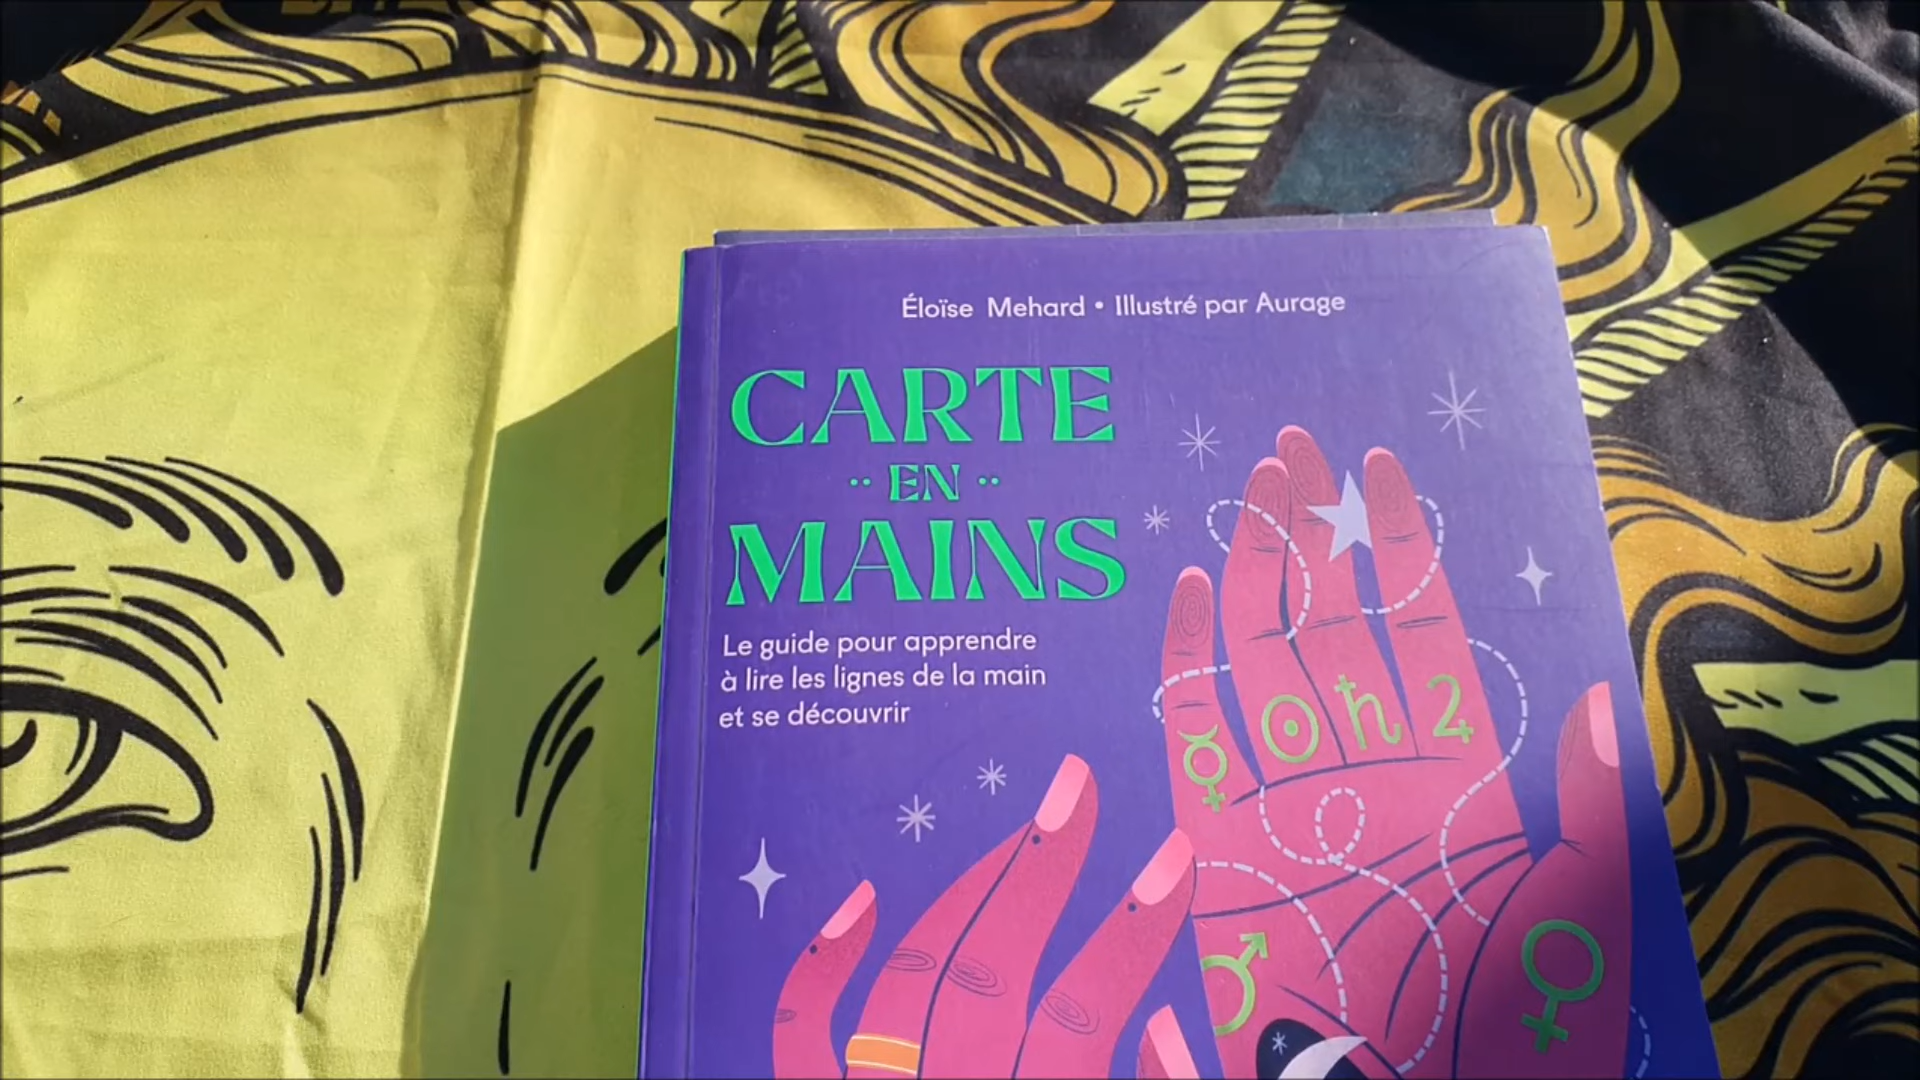 Éloïse Mehard • Illustré par Aurage
CARTE
·· EN ··
MAINS
Le guide pour apprendre
à lire les lignes de la main
et se découvrir